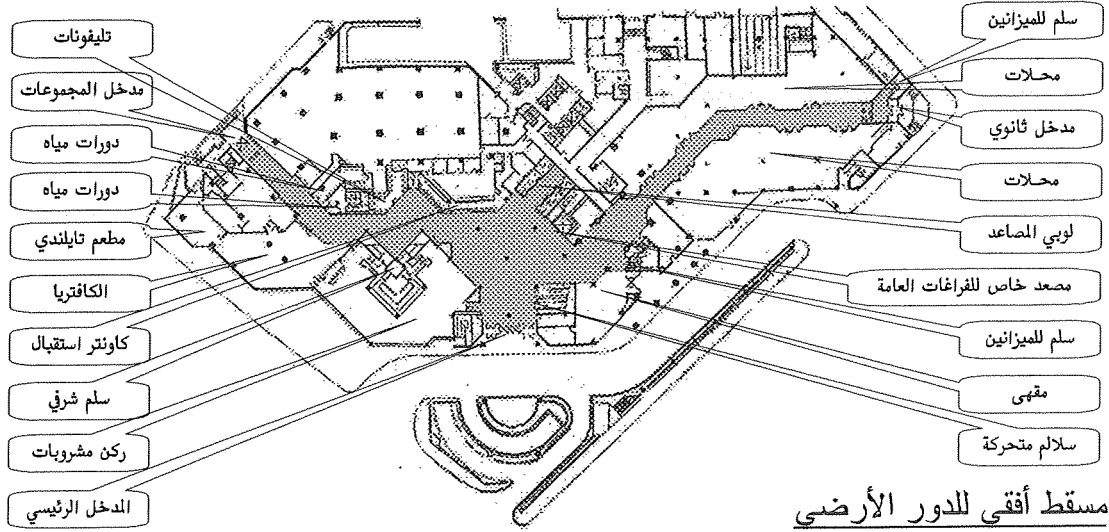 سلم للميزانين
محلات
مدخل ثانوي
محلات
لوبي المصاعد
مصعد خاص للفراغات العامة
سلم للميزانين
مقهى
سلالم متحركة
تليفونات
مدخل المجموعات
دورات مياه
دورات مياه
مطعم تايلندي
الكافتريا
كاونتر استقبال
سلم شرفي
ركن مشروبات
المدخل الرئيسي
مسقط أفقي للدور الأرضي